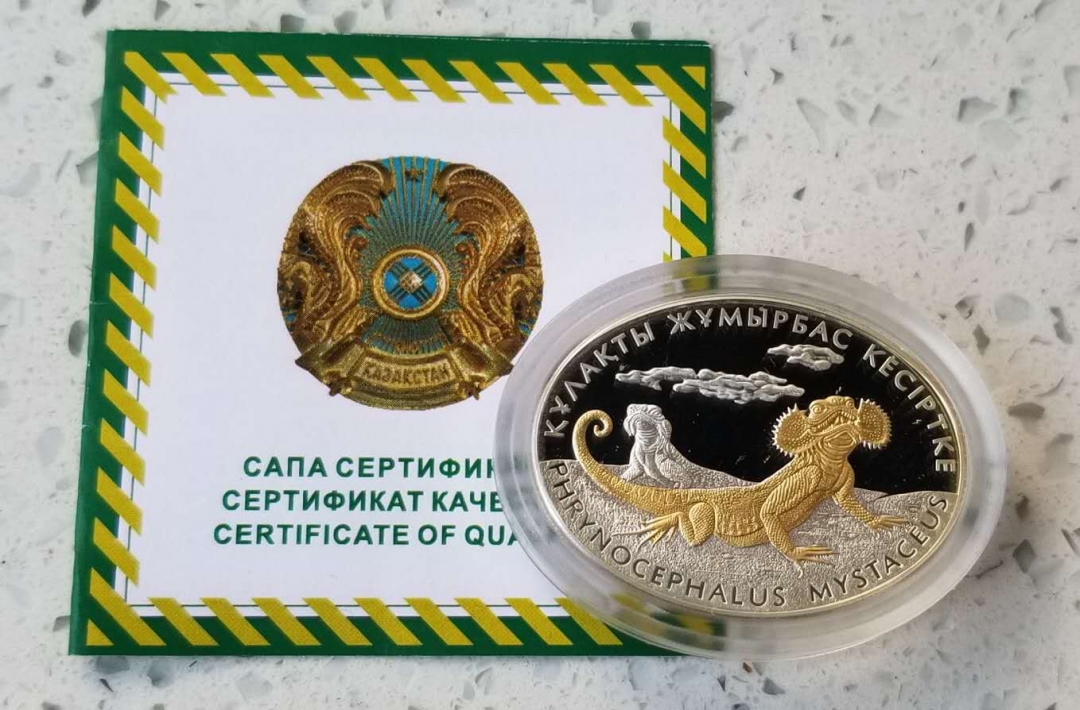 ҚАЗАҚСТАН
САПА СЕРТИФИК
СЕРТИФИКАТ КАЧЕ
CERTIFICATE OF QUA
ҚҰЛАҚТЫ ЖҰМЫРБАС КЕСІРТКЕ
PHRYNOCEPHALUS MYSTACEUS